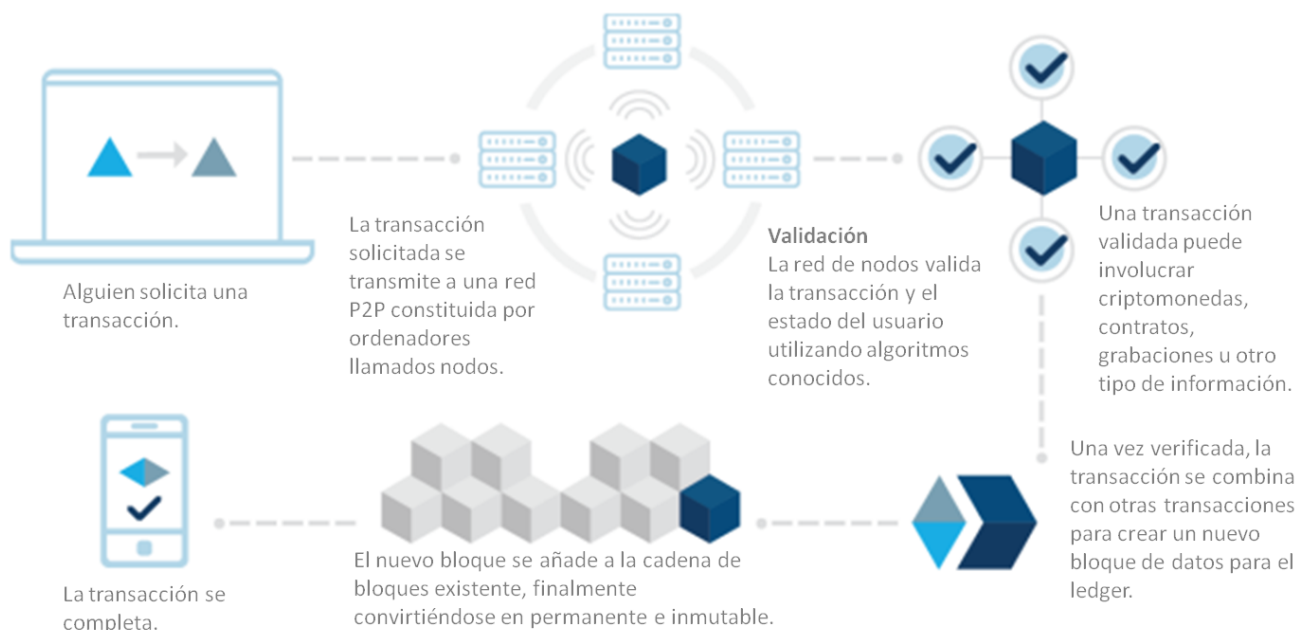 Alguien solicita una
transacción.
La transacción
solicitada se
transmite a una red
P2P constituida por
ordenadores
llamados nodos.
Validación
La red de nodos valida
la transacción y el
estado del usuario
utilizando algoritmos
conocidos.
Una transacción
validada puede
involucrar
criptomonedas,
contratos,
grabaciones u otro
tipo de información.
Una vez verificada, la
transacción se combina
con otras transacciones
para crear un nuevo
bloque de datos para el
ledger.
El nuevo bloque se añade a la cadena de
bloques existente, finalmente
convirtiéndose en permanente e inmutable.
La transacción se
completa.